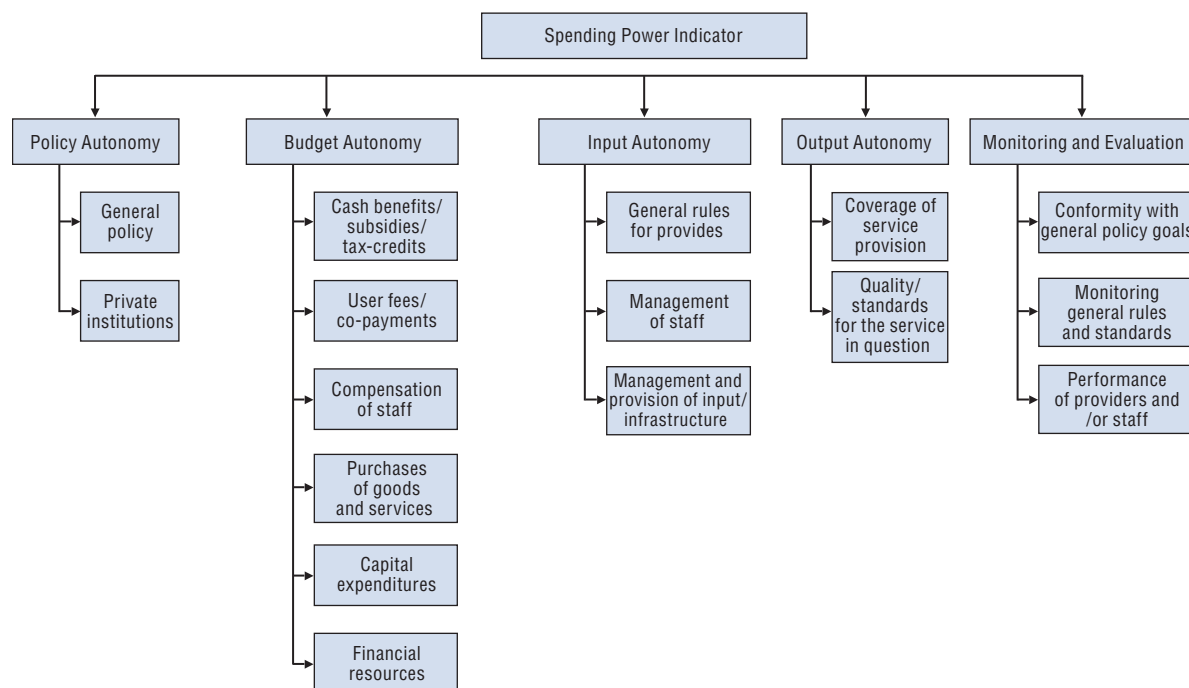 Spending Power Indicator
Policy Autonomy
Budget Autonomy
Input Autonomy
Output Autonomy
Monitoring and Evaluation
General
policy
Private
institutions
Cash benefits/
subsidies/
tax-credits
User fees/
co-payments
Compensation
of staff
Purchases
of goods
and services
Capital
expenditures
Financial
resources
General rules
for provides
Management
of staff
Management and
provision of input/
infrastructure
Coverage of
service
provision
Quality/
standards
for the service
in question
Conformity with
general policy goals
Monitoring
general rules
and standards
Performance
of providers and
/or staff